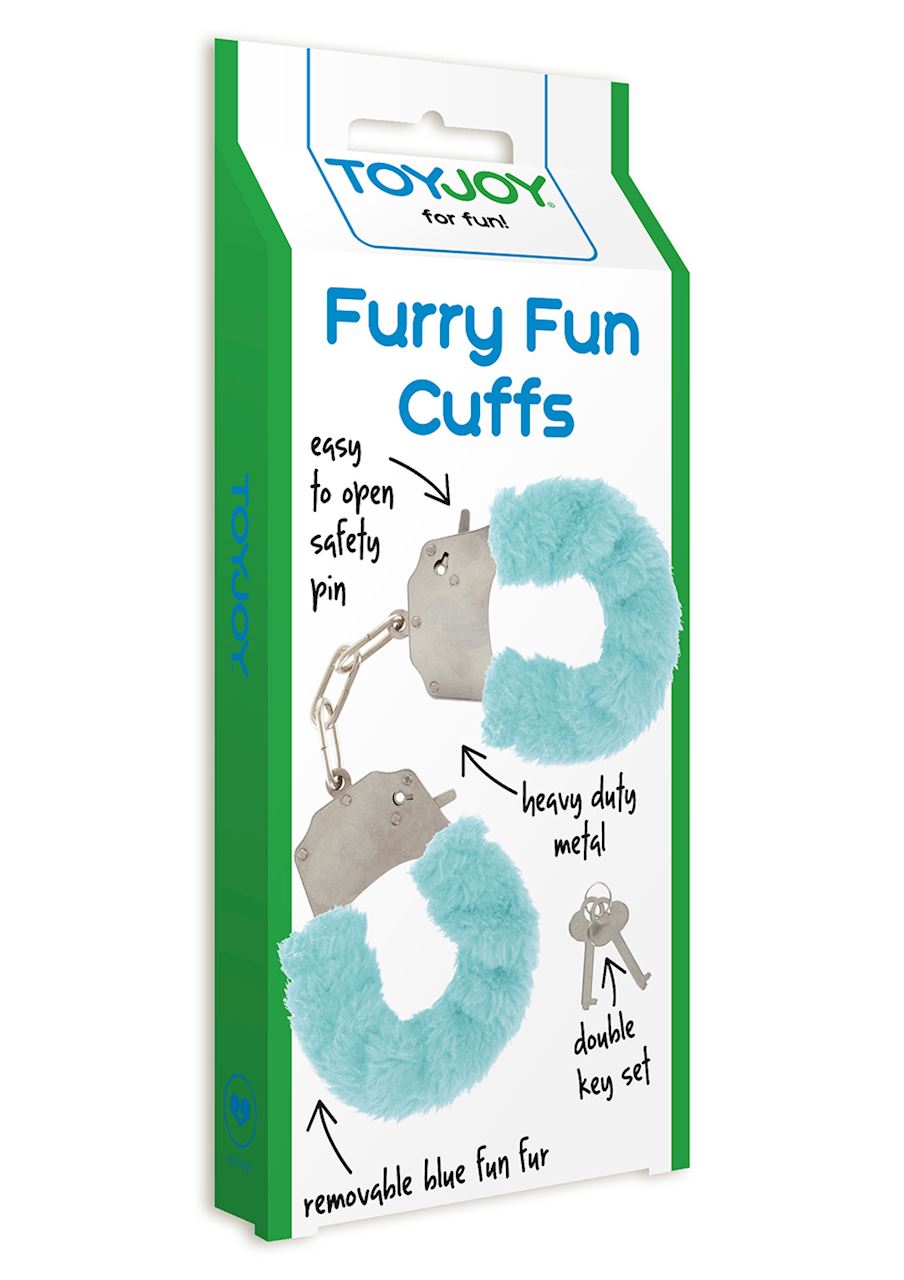 TOYJOY®
for fun!
Furry Fun
Cuffs
easy
to open
safety
pin
heavy duty
metal
double
key set
removable blue fun fur
TOYJOY